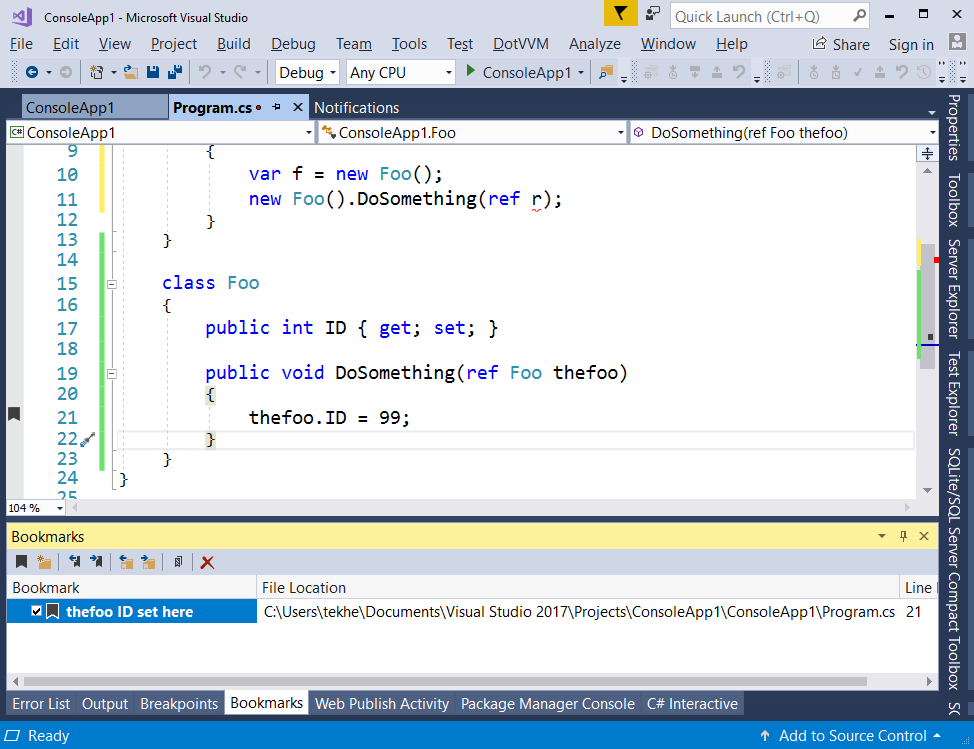 ConsoleApp1 - Microsoft Visual Studio
Quick Launch (Ctrl+Q)
File Edit View Project Build Debug Team Tools Test DotVVM Analyze Window Help Share Sign in
Debug Any CPU ConsoleApp1
ConsoleApp1 Program.cs Notifications
C# ConsoleApp1 ConsoleApp1.Foo DoSomething(ref Foo thefoo)
9 {
10 var f = new Foo();
11 new Foo().DoSomething(ref r);
12 }
13 }
14
15 class Foo
16 {
17 public int ID { get; set; }
18
19 public void DoSomething(ref Foo thefoo)
20 {
21 thefoo.ID = 99;
22 }
23 }
24 }
25
104 %
Properties
Toolbox
Server Explorer
Test Explorer
SQLite/SQL Server Compact Toolbox
SC
Bookmarks
Bookmark File Location Line
thefoo ID set here C:\Users\tekhe\Documents\Visual Studio 2017\Projects\ConsoleApp1\ConsoleApp1\Program.cs 21
Error List Output Breakpoints Bookmarks Web Publish Activity Package Manager Console C# Interactive
Ready Add to Source Control